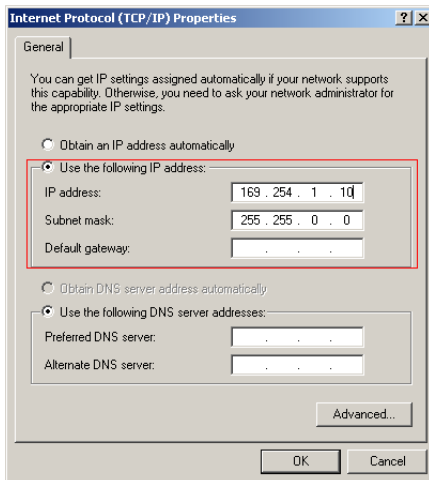 Internet Protocol (TCP/IP) Properties
General
You can get IP settings assigned automatically if your network supports
this capability. Otherwise, you need to ask your network administrator for
the appropriate IP settings.
Obtain an IP address automatically
Use the following IP address:
IP address: 169 . 254 . 1 . 10
Subnet mask: 255 . 255 . 0 . 0
Default gateway: . . .
Obtain DNS server address automatically
Use the following DNS server addresses:
Preferred DNS server: . . .
Alternate DNS server: . . .
Advanced...
OK Cancel